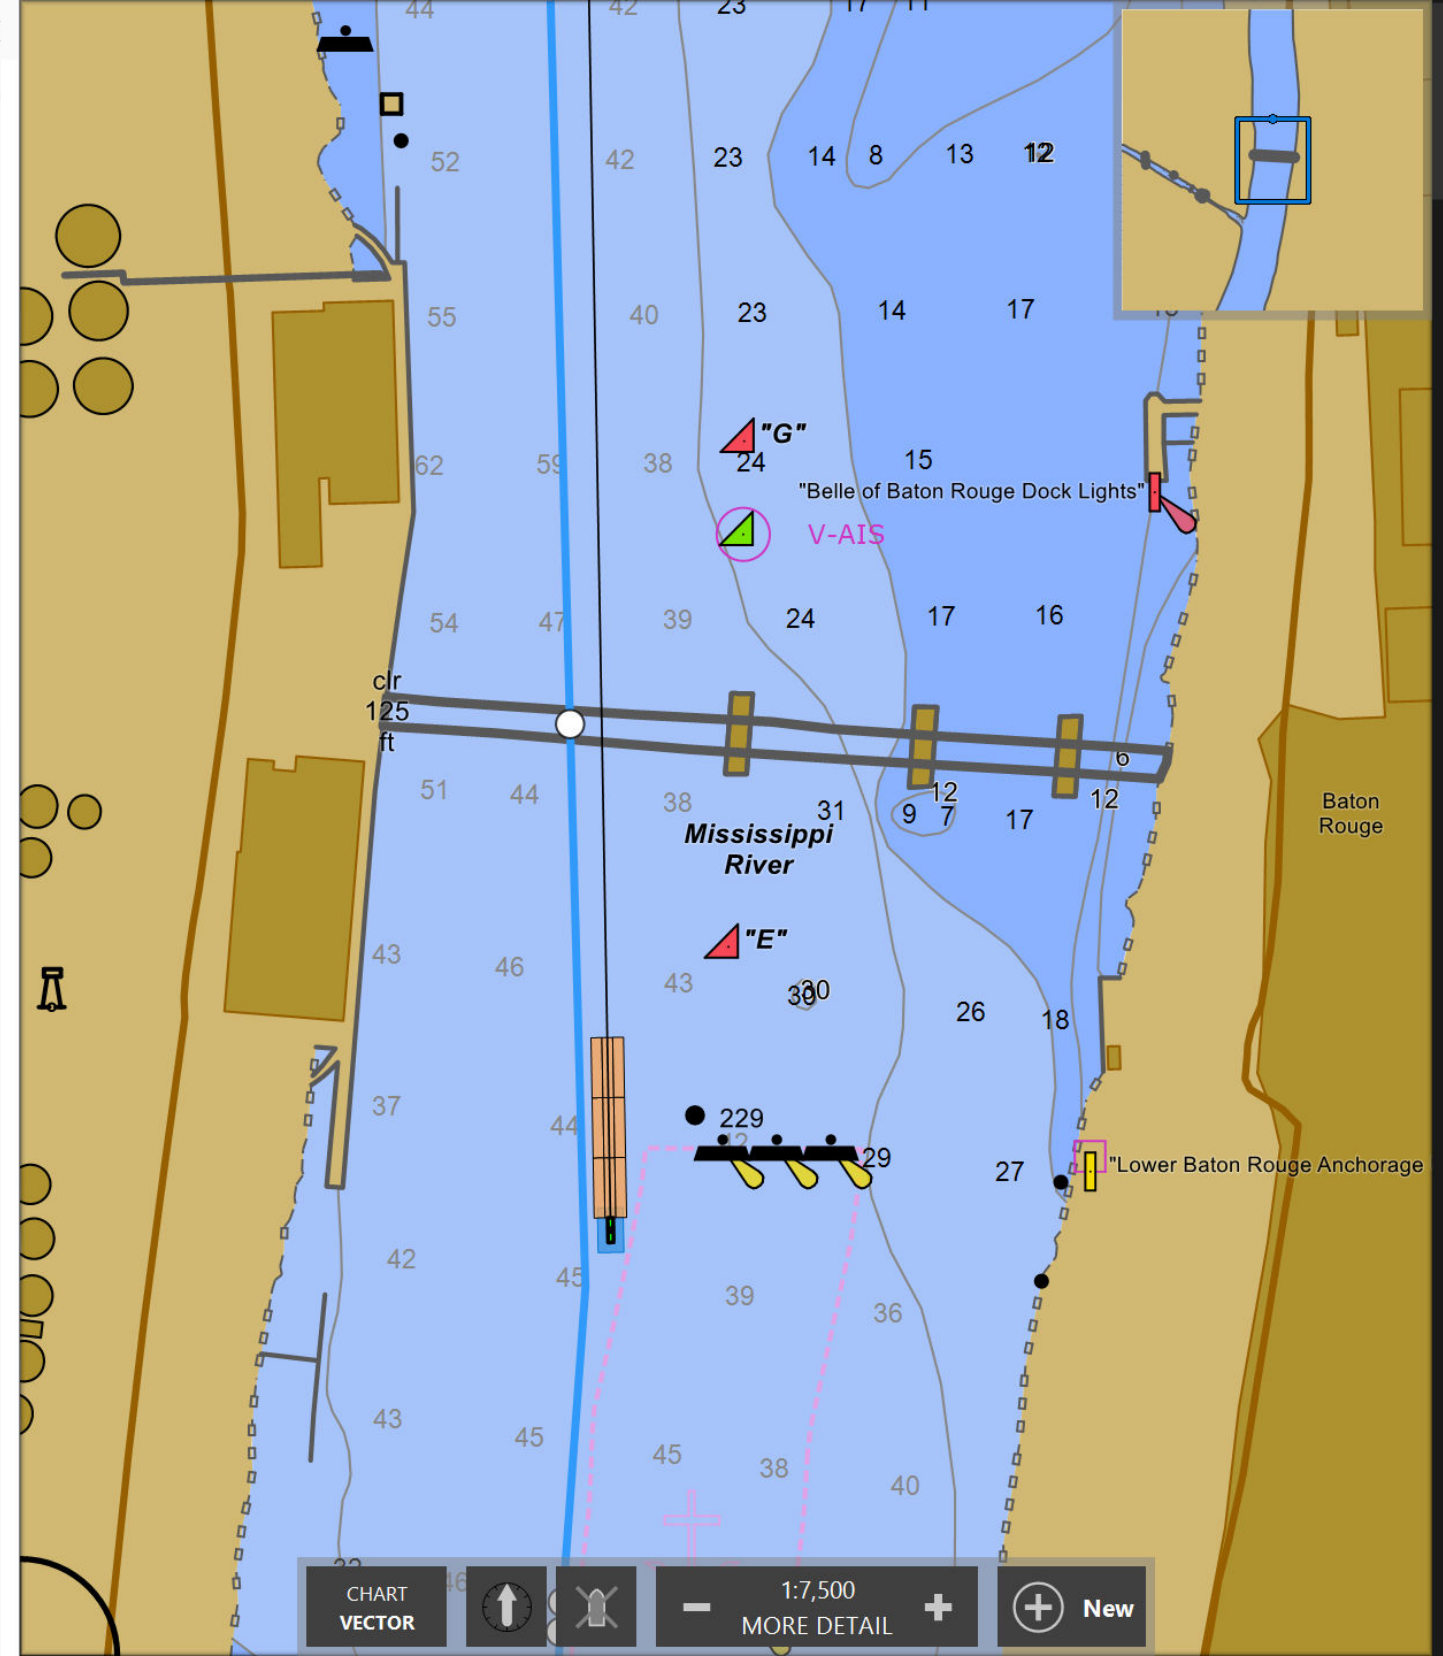 44 42 23 17 11
52 42 23 14 8 13 12
55 40 23 14 17
"G"
62 59 38 24 15
"Belle of Baton Rouge Dock Lights"
V-AIS
54 47 39 24 17 16
clr
125
ft
6
51 44 38 31 12 12
9 7 17
Baton
Rouge
Mississippi
River
"E"
43 46 43 30 30 26 18
37 44 229
29 27
"Lower Baton Rouge Anchorage
42 45 39 36
43 45 45 38 40
46
CHART
VECTOR
1:7,500
MORE DETAIL
New